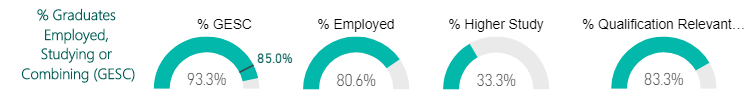 % Graduates
Employed,
Studying or
Combining (GESC)
% GESC
85.0%
93.3%
% Employed
80.6%
% Higher Study
33.3%
% Qualification Relevant...
83.3%